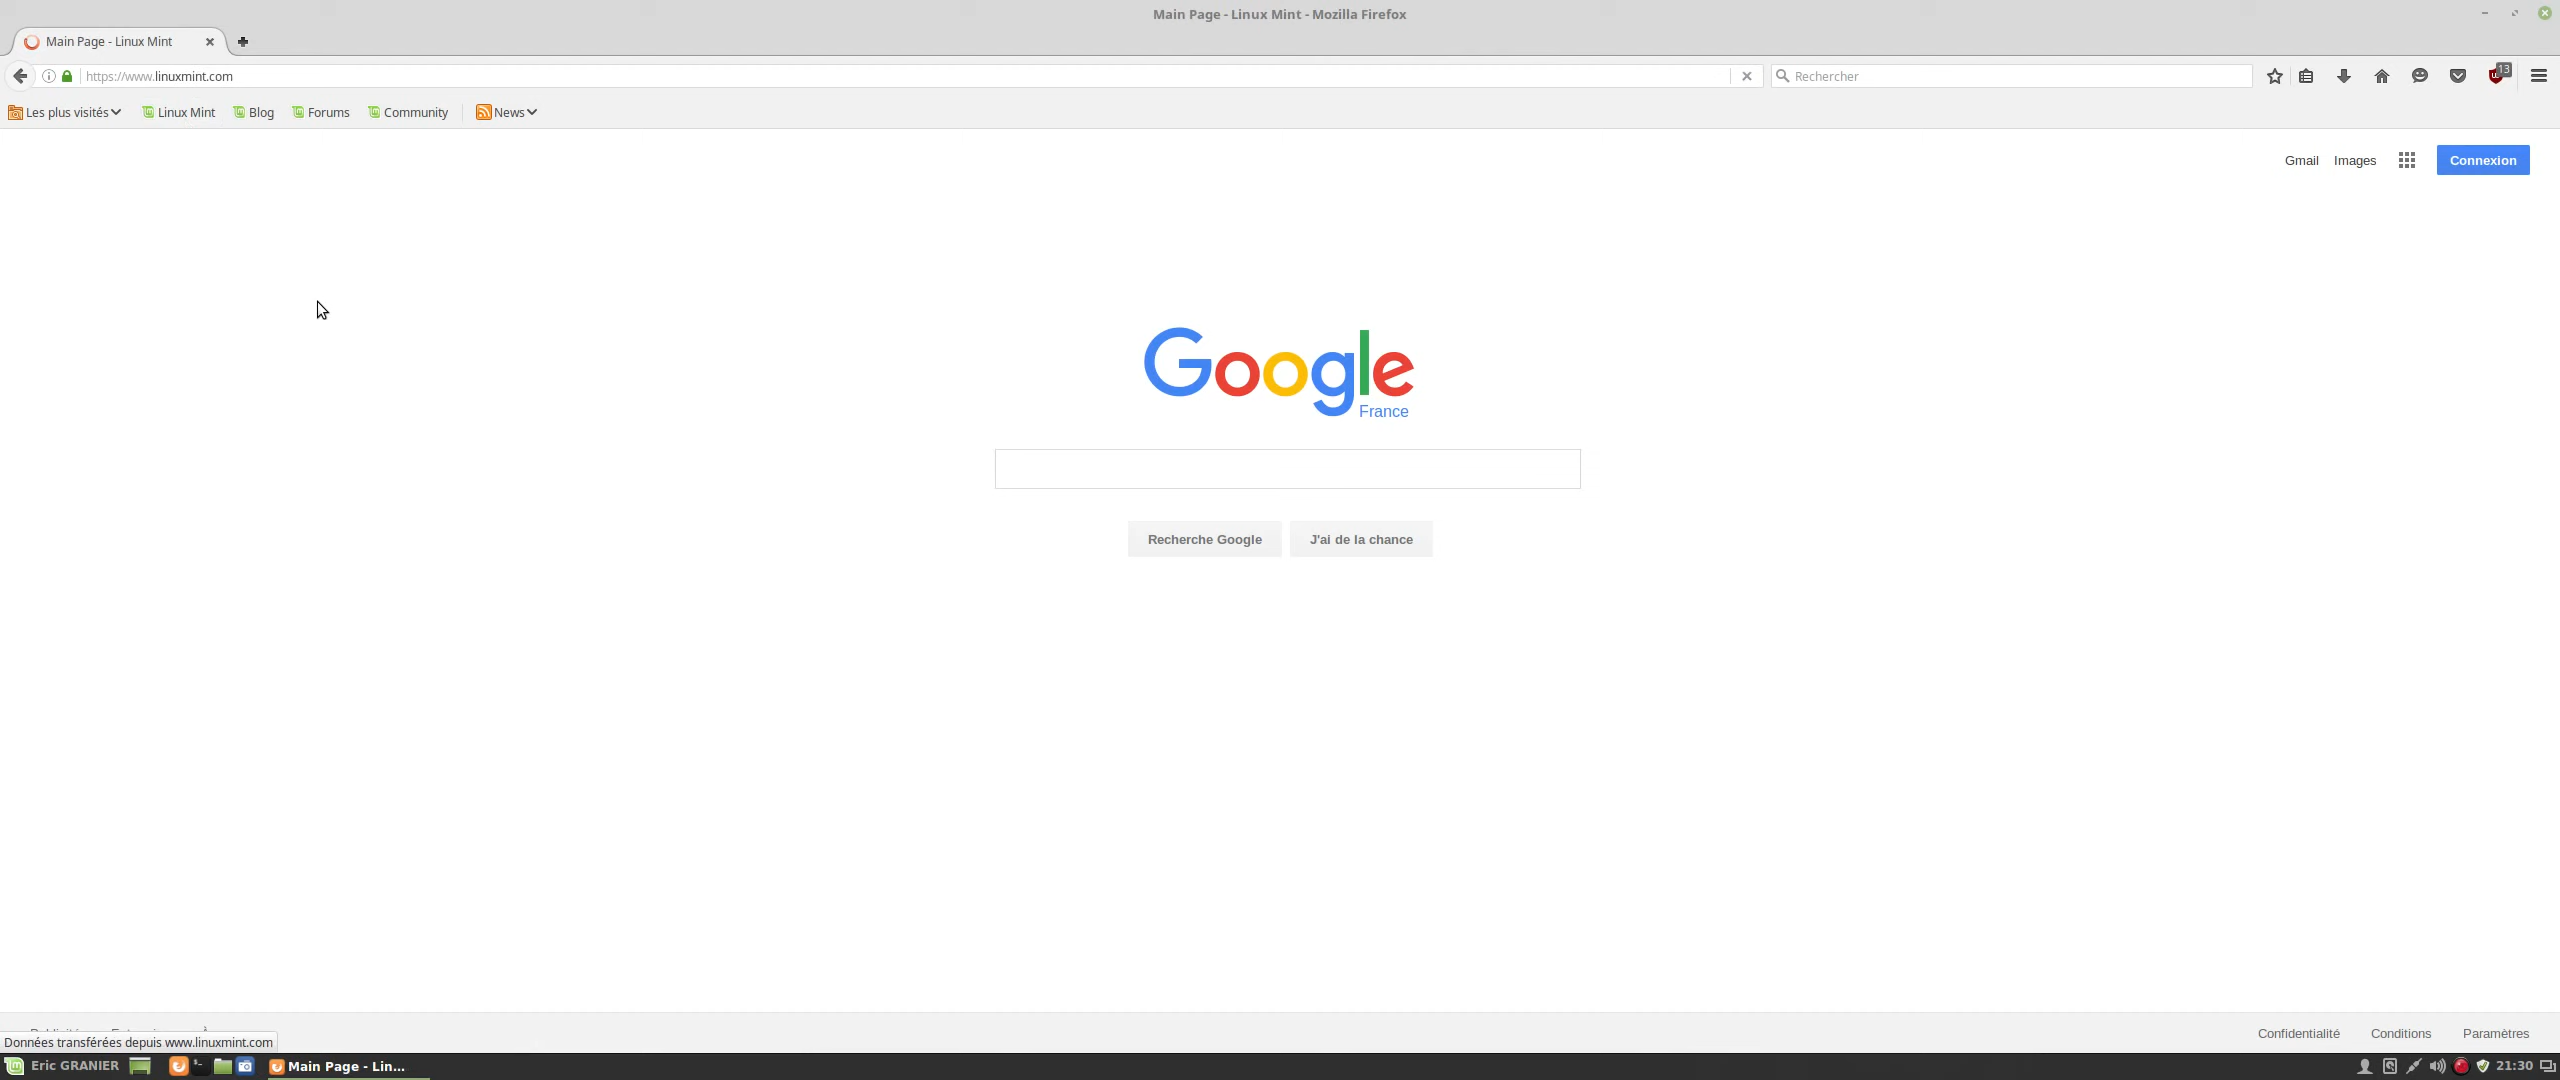 Main Page - Linux Mint - Mozilla Firefox
Main Page - Linux Mint
https://www.linuxmint.com
Rechercher
13
Les plus visités
Linux Mint
Blog
Forums
Community
News
Gmail
Images
Connexion
Google
France
Recherche Google
J'ai de la chance
Confidentialité
Conditions
Paramètres
Données transférées depuis www.linuxmint.com
Eric GRANIER
Main Page - Lin...
21:30